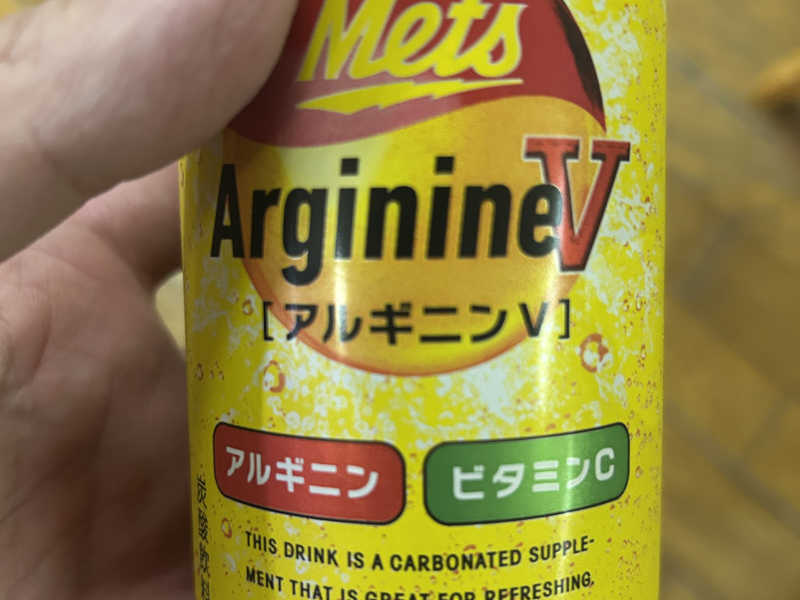 Mets
Arginine V
[アルギニンV]
アルギニン ビタミンC
THIS DRINK IS A CARBONATED SUPPLE-
MENT THAT IS GREAT FOR REFRESHING,